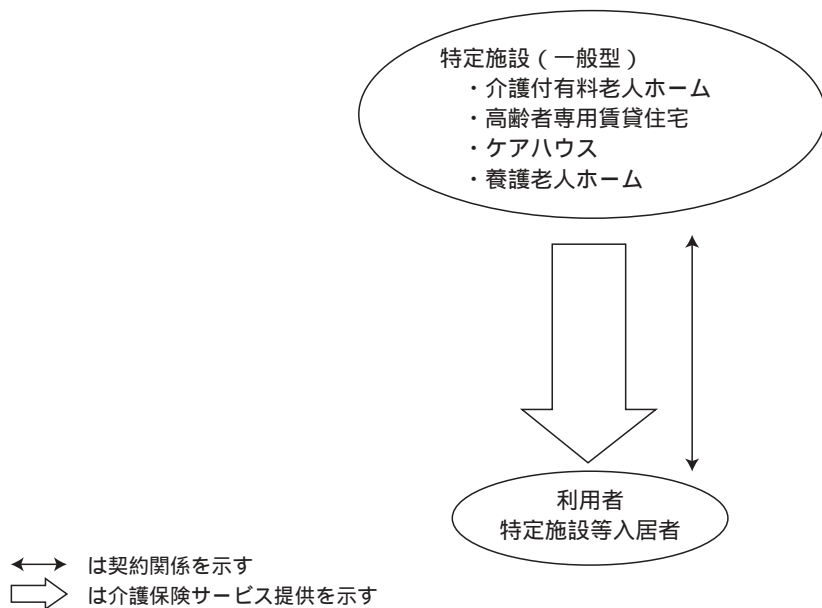 特定施設（一般型）
・介護付有料老人ホーム
・高齢者専用賃貸住宅
・ケアハウス
・養護老人ホーム
利用者
特定施設等入居者
は契約関係を示す
は介護保険サービス提供を示す